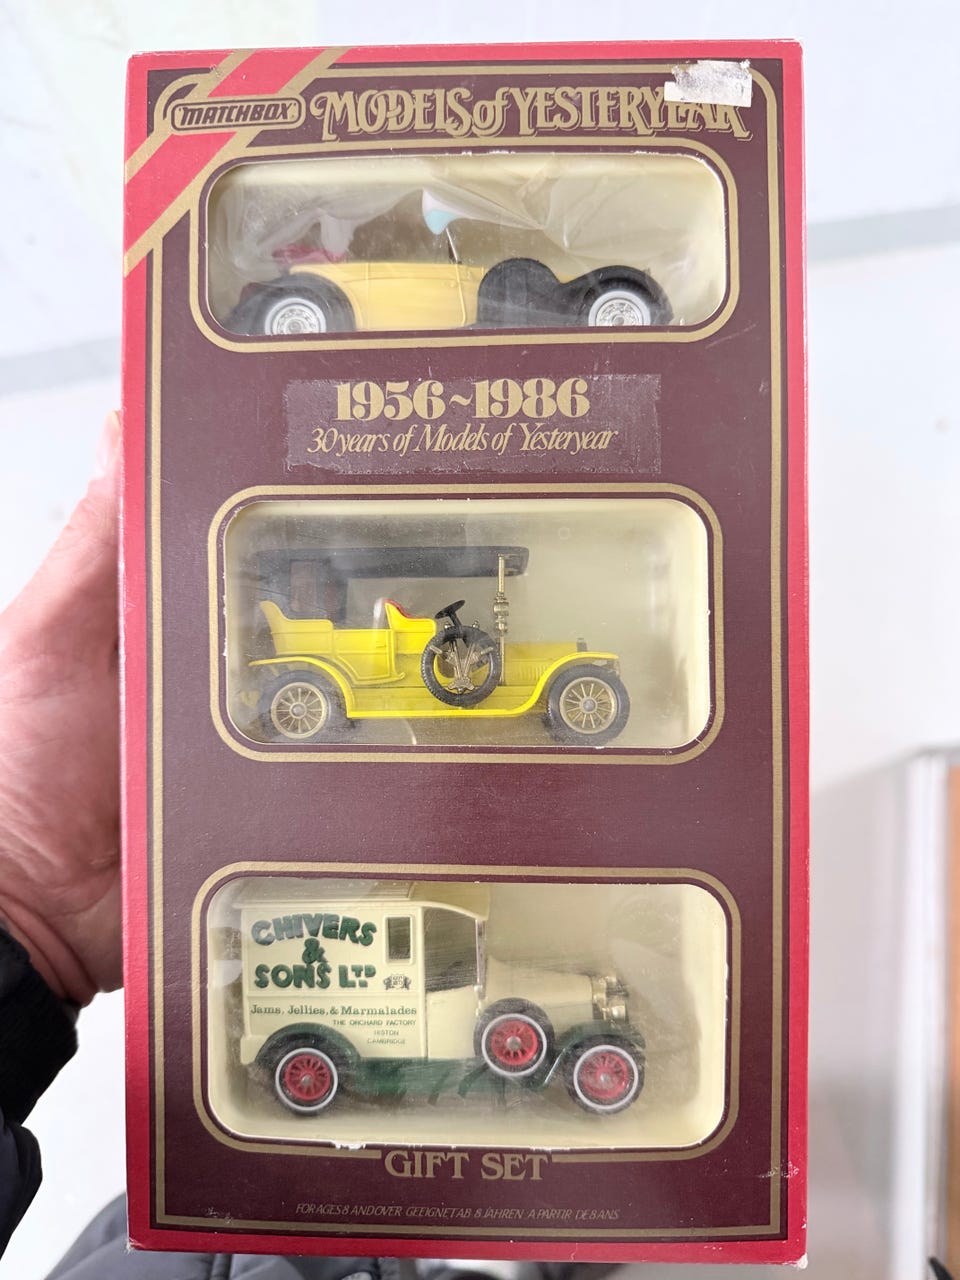 MATCHBOX MODELS of YESTERYEAR
1956~1986
30 years of Models of Yesteryear
CHIVERS
&
SONS LTD
Jams, Jellies, & Marmalades
THE ORCHARD FACTORY
HISTON
CAMBRIDGE
GIFT SET
FOR AGES 8 AND OVER GEEIGNET AB 8 JAHREN A PARTIR DE 8 ANS